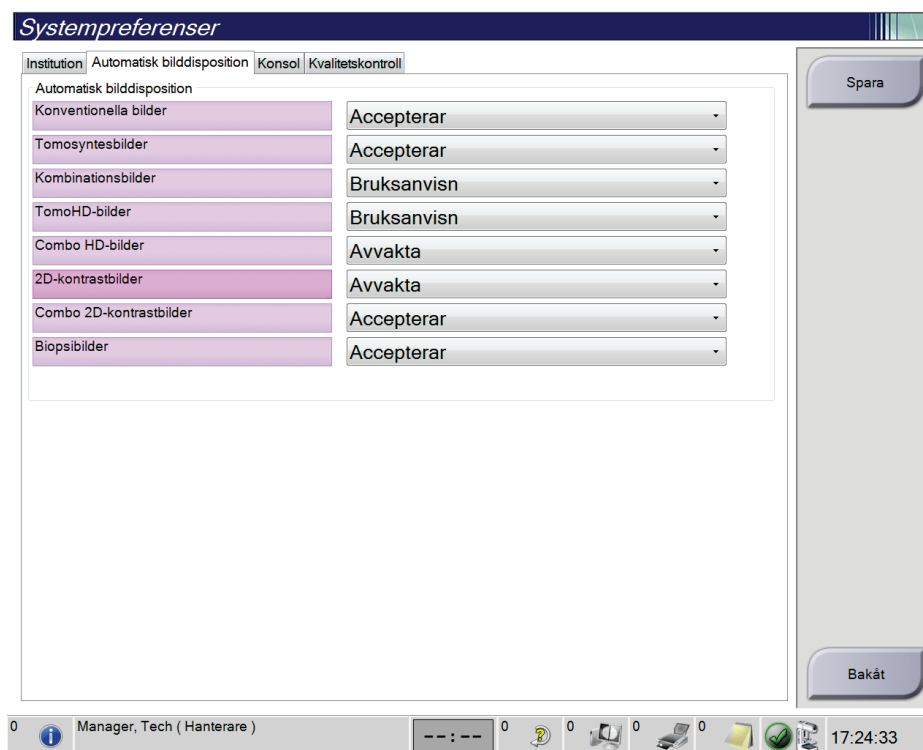 Systempreferenser
Institution Automatisk bilddisposition Konsol Kvalitetskontroll
Spara
Automatisk bilddisposition
Konventionella bilder Accepterar
Tomosyntesbilder Accepterar
Kombinationsbilder Bruksanvisn
TomoHD-bilder Bruksanvisn
Combo HD-bilder Avvakta
2D-kontrastbilder Avvakta
Combo 2D-kontrastbilder Accepterar
Biopsibilder Accepterar
Bakåt
0 Manager, Tech ( Hanterare ) --:-- 0 0 0 0 17:24:33